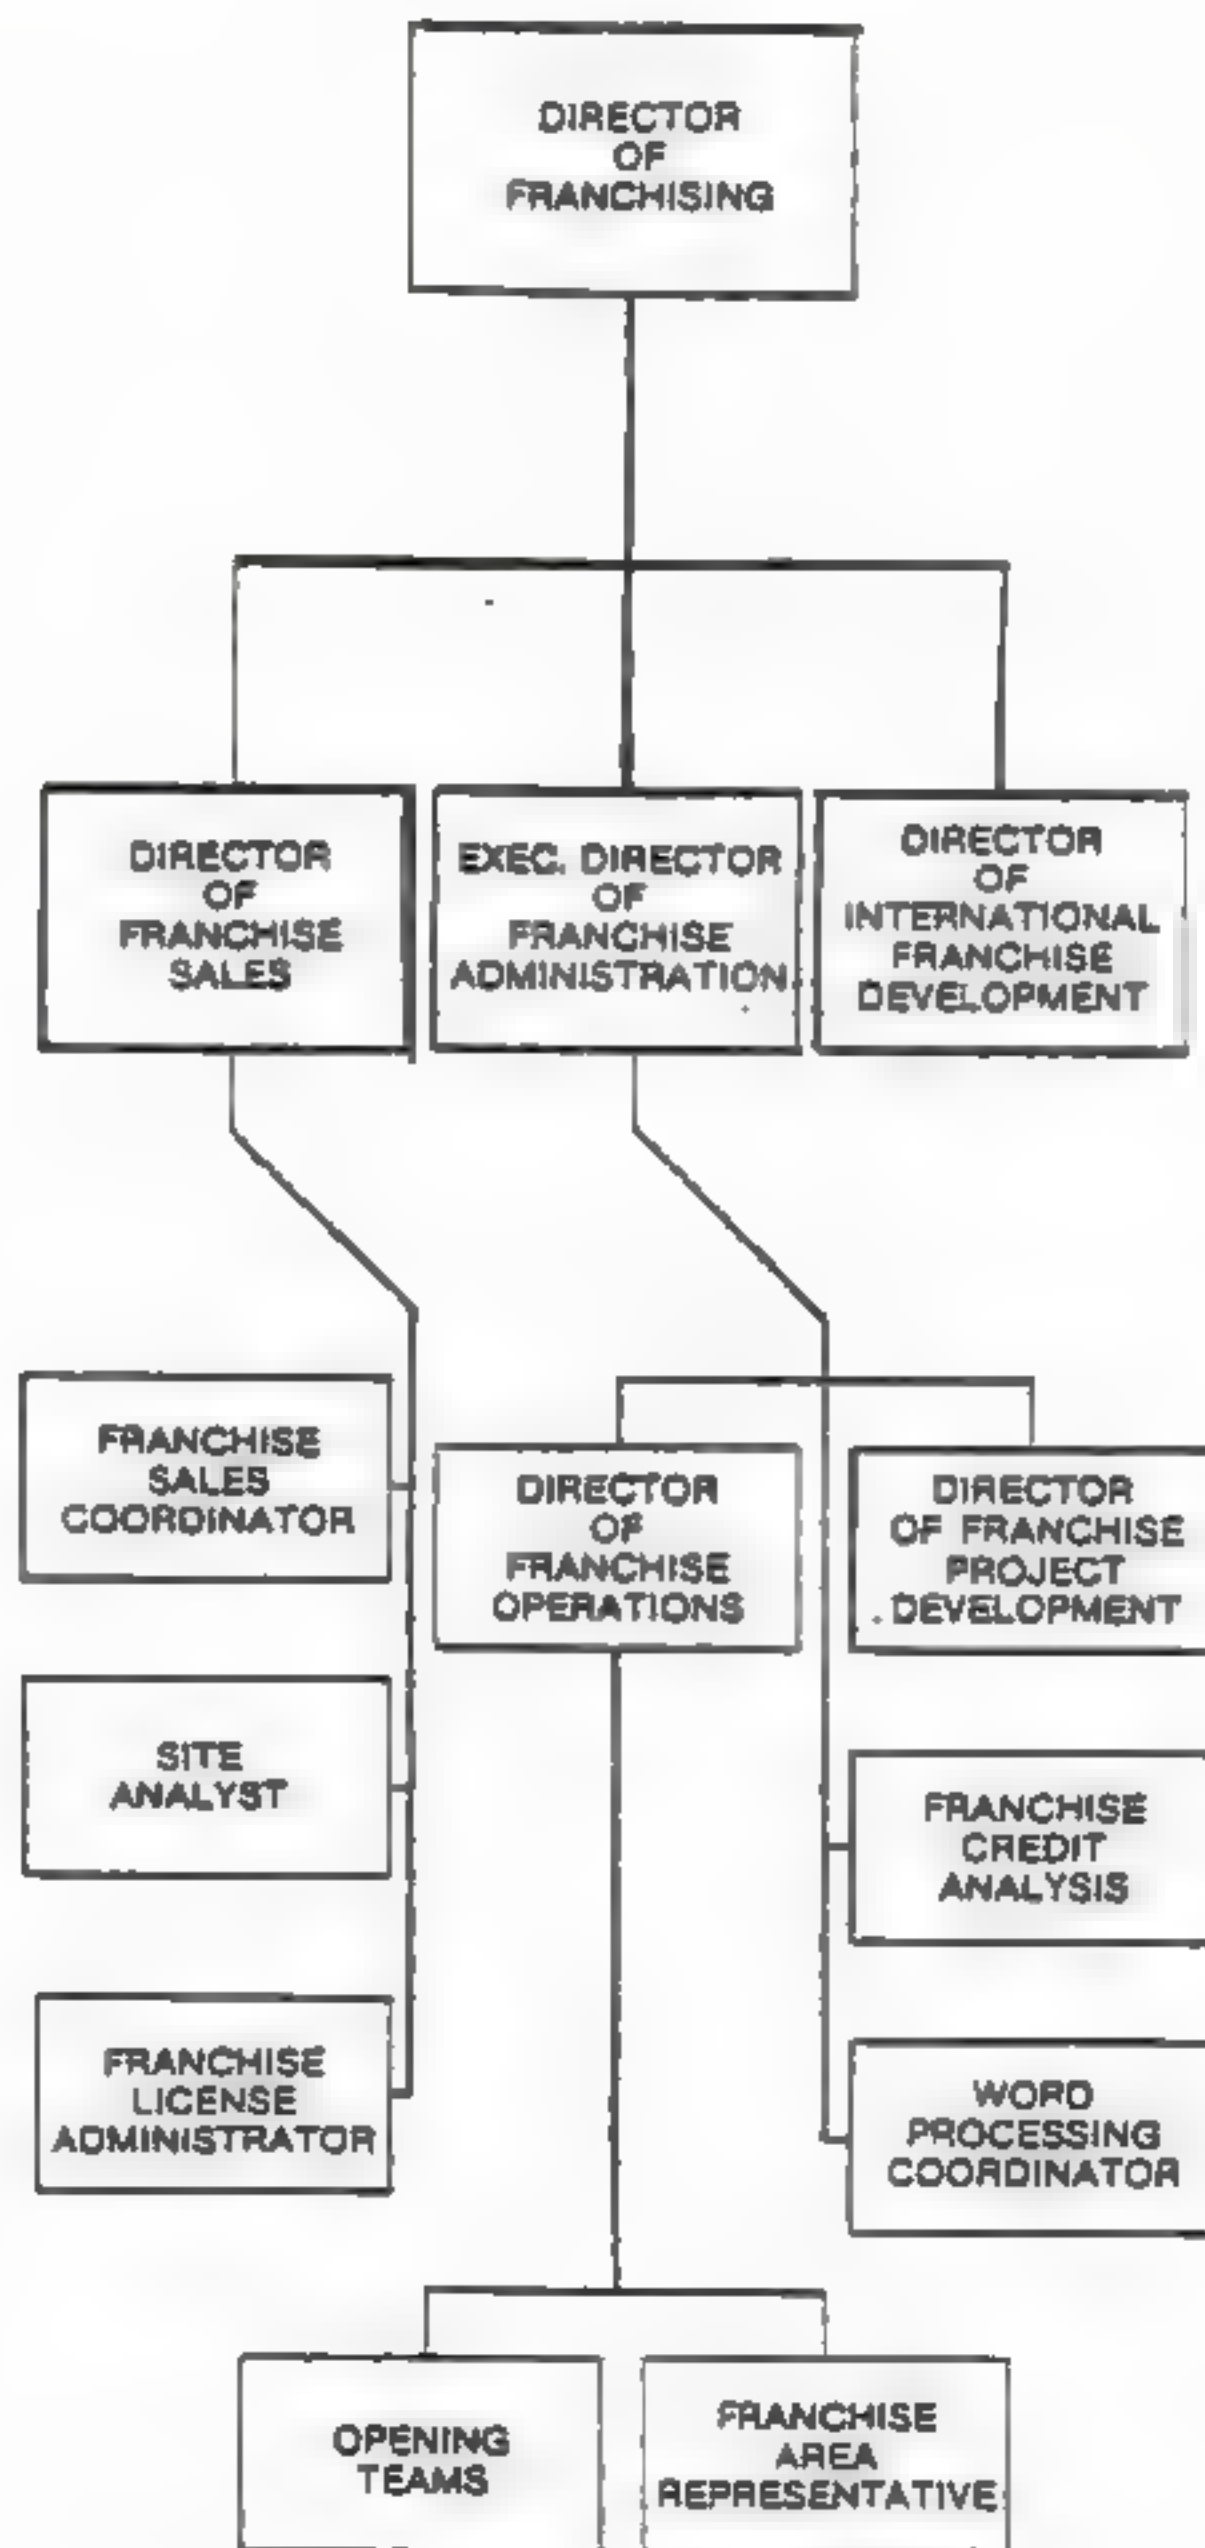 DIRECTOR
OF
FRANCHISING
DIRECTOR
OF
FRANCHISE
SALES
EXEC. DIRECTOR
OF
FRANCHISE
ADMINISTRATION
DIRECTOR
OF
INTERNATIONAL
FRANCHISE
DEVELOPMENT
FRANCHISE
SALES
COORDINATOR
DIRECTOR
OF
FRANCHISE
OPERATIONS
DIRECTOR
OF FRANCHISE
PROJECT
DEVELOPMENT
SITE
ANALYST
FRANCHISE
CREDIT
ANALYSIS
FRANCHISE
LICENSE
ADMINISTRATOR
WORD
PROCESSING
COORDINATOR
OPENING
TEAMS
FRANCHISE
AREA
REPRESENTATIVE